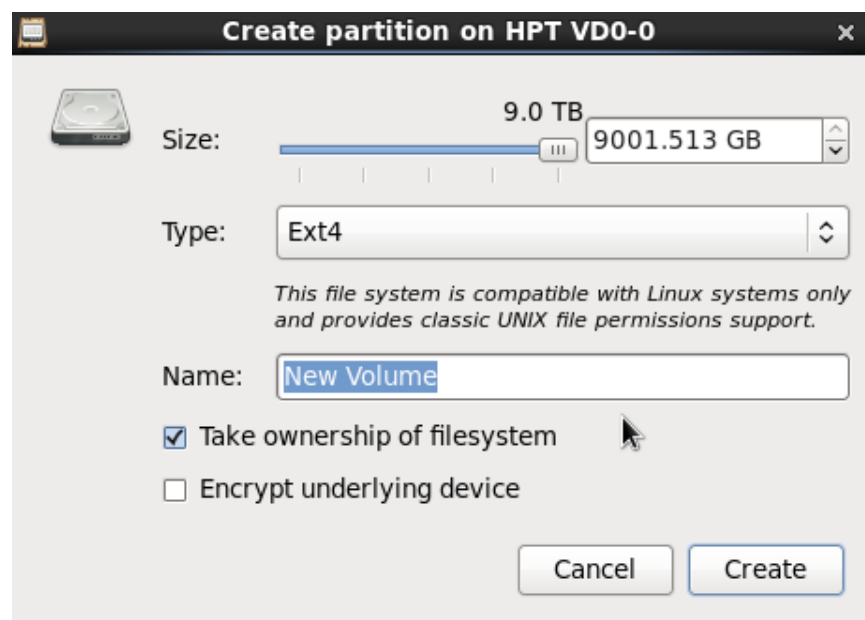 Create partition on HPT VD0-0
9.0 TB
Size: 9001.513 GB
Type: Ext4
This file system is compatible with Linux systems only
and provides classic UNIX file permissions support.
Name: New Volume
Take ownership of filesystem
Encrypt underlying device
Cancel Create